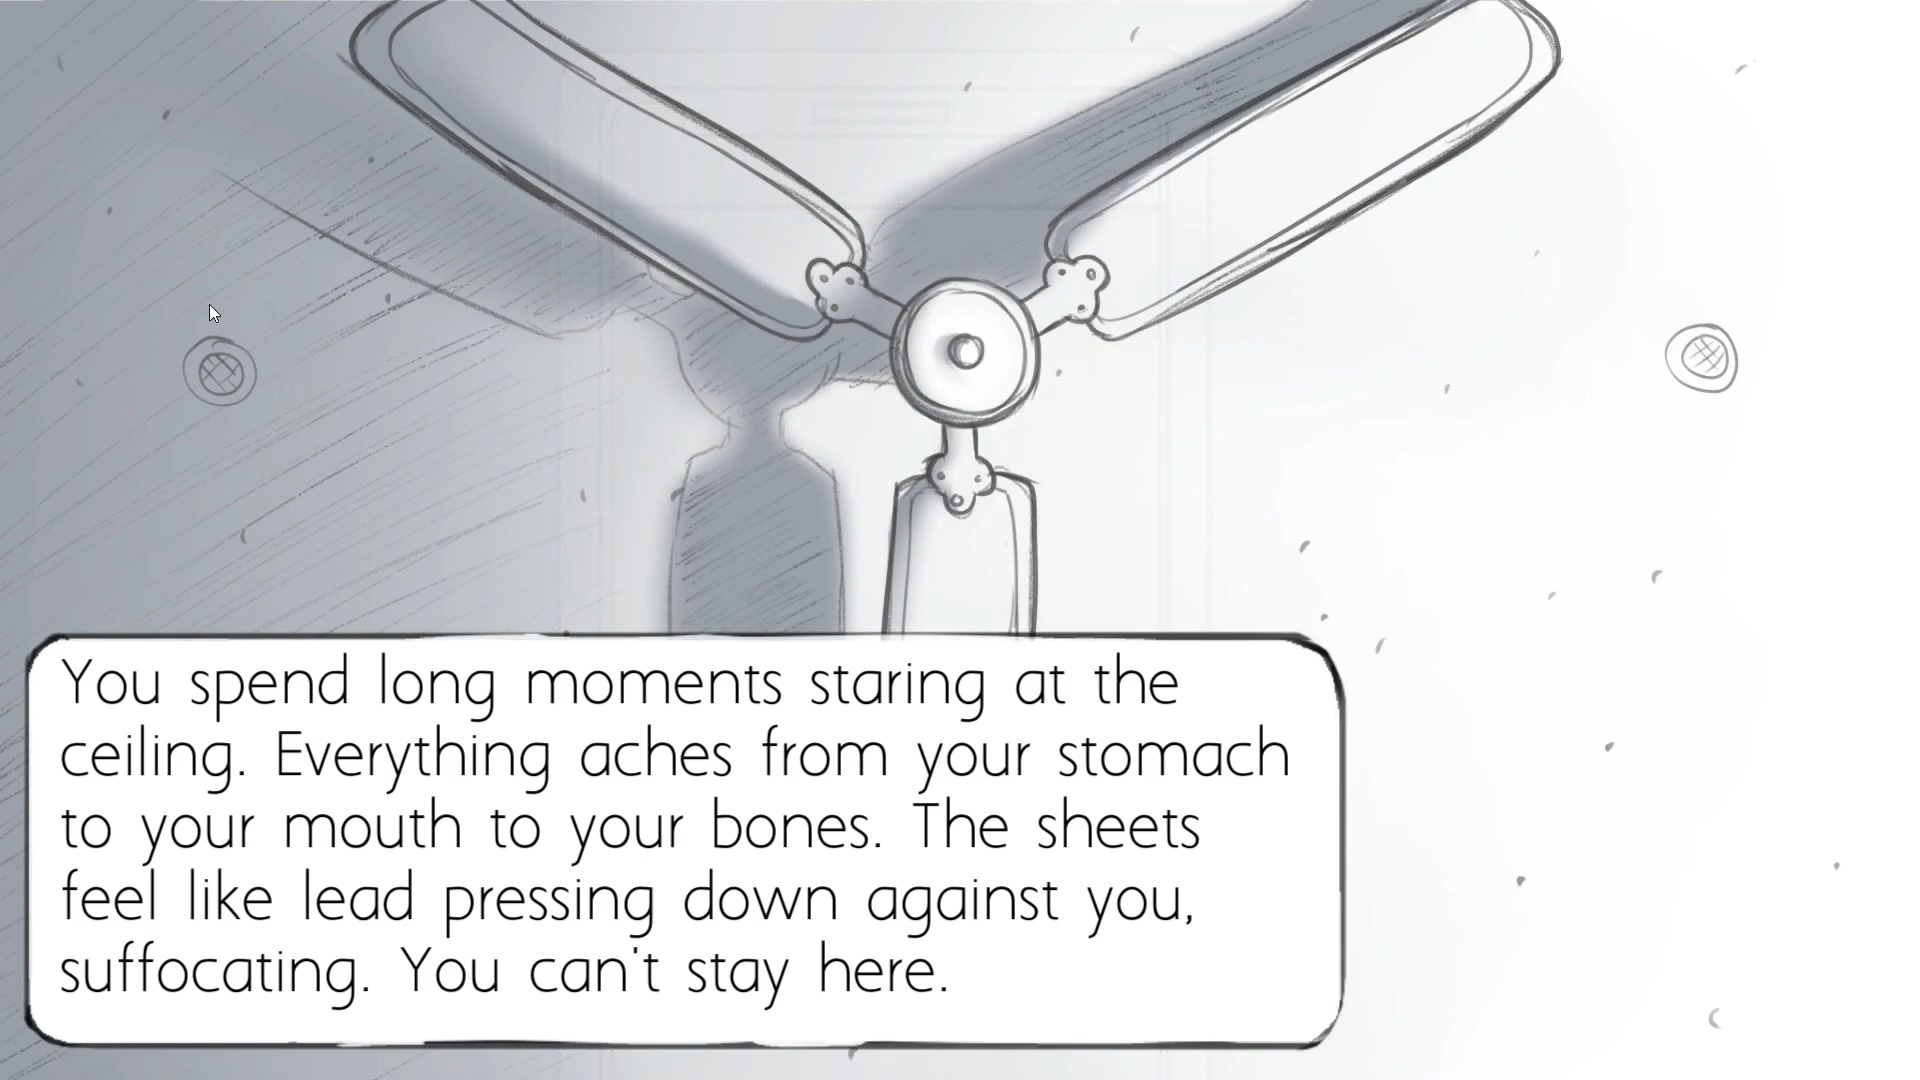 You spend long moments staring at the
ceiling. Everything aches from your stomach
to your mouth to your bones. The sheets
feel like lead pressing down against you,
suffocating. You can't stay here.